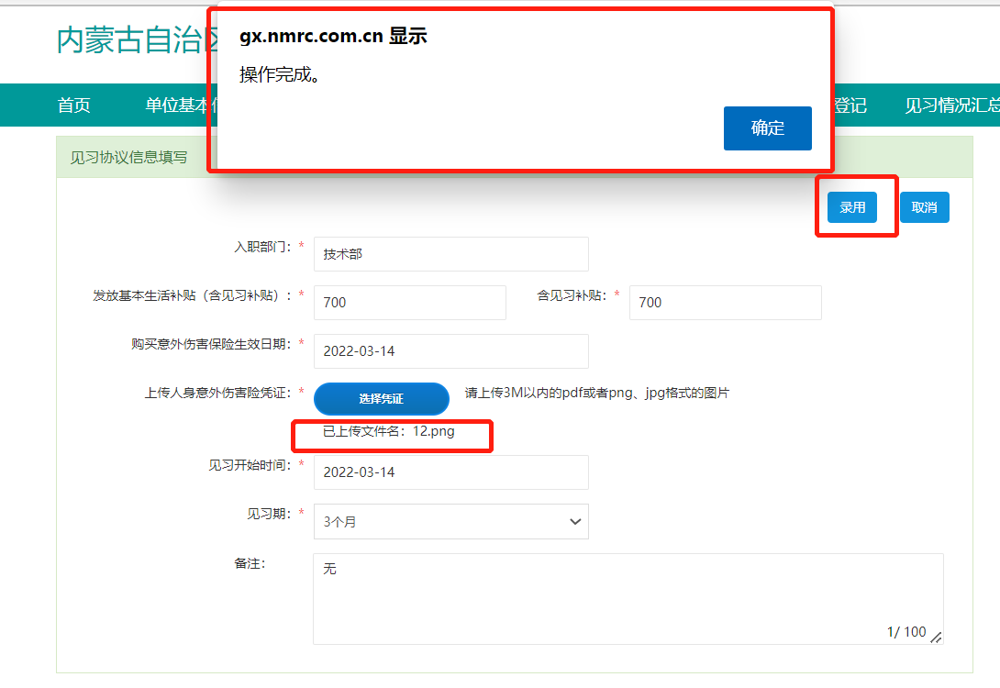 gx.nmrc.com.cn 显示
操作完成。
确定
内蒙古自治区
首页 单位基本信 登记 见习情况汇总
见习协议信息填写
录用 取消
入职部门：* 技术部
发放基本生活补贴（含见习补贴）：* 700 含见习补贴：* 700
购买意外伤害保险生效日期：* 2022-03-14
上传人身意外伤害险凭证：* 选择凭证 请上传3M以内的pdf或者png、jpg格式的图片
已上传文件名：12.png
见习开始时间：* 2022-03-14
见习期：* 3个月
备注： 无
1/ 100